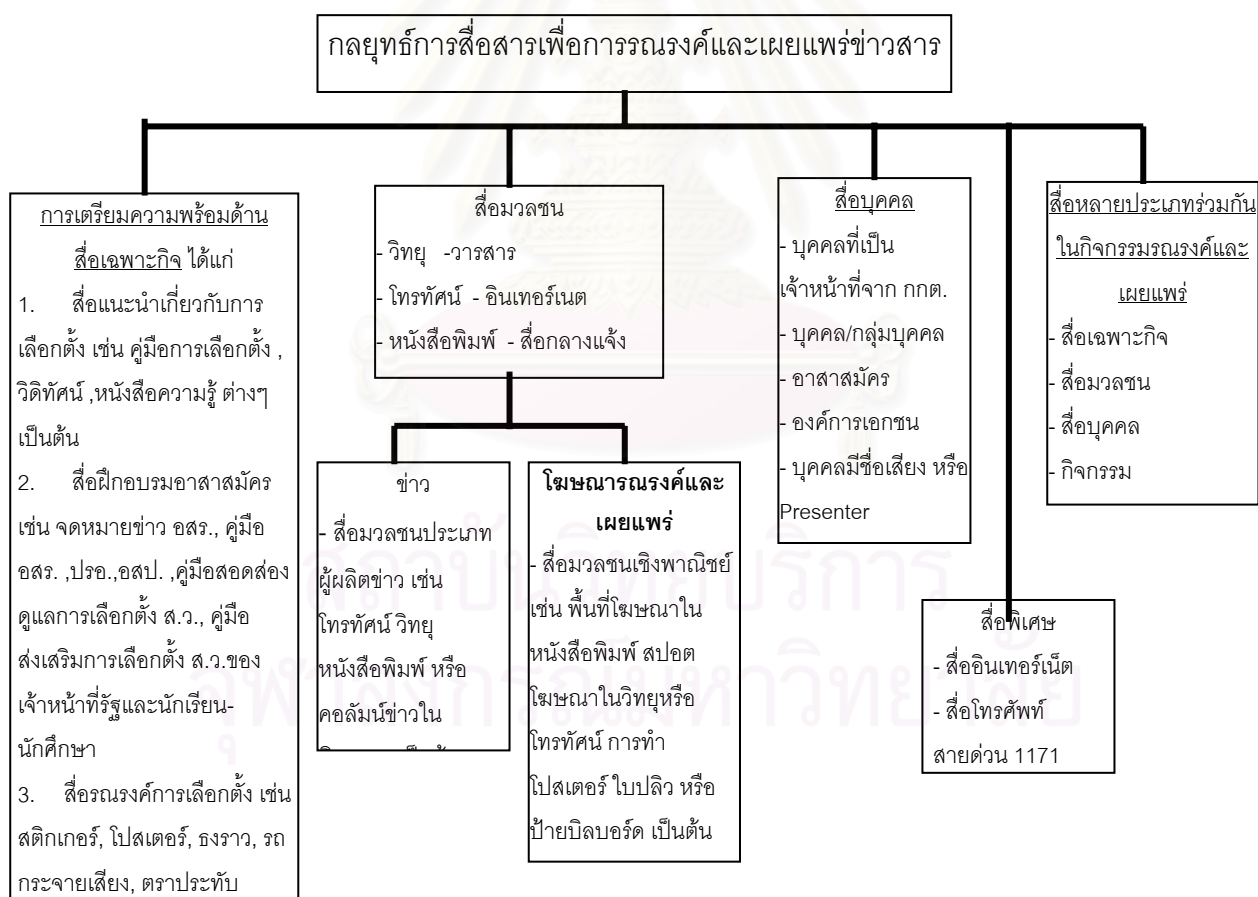 กลยุทธ์การสื่อสารเพื่อการรณรงค์และเผยแพร่ข่าวสาร
การเตรียมความพร้อมด้าน
สื่อเฉพาะกิจ ได้แก่
1. สื่อแนะนำเกี่ยวกับการ
เลือกตั้ง เช่น คู่มือการเลือกตั้ง ,
วิดิทัศน์ ,หนังสือความรู้ ต่างๆ
เป็นต้น
2. สื่อฝึกอบรมอาสาสมัคร
เช่น จดหมายข่าว อสร., คู่มือ
อสร. ,ปรอ.,อสป. ,คู่มือสอดส่อง
ดูแลการเลือกตั้ง ส.ว., คู่มือ
ส่งเสริมการเลือกตั้ง ส.ว.ของ
เจ้าหน้าที่รัฐและนักเรียน-
นักศึกษา
3. สื่อรณรงค์การเลือกตั้ง เช่น
สติกเกอร์, โปสเตอร์, ธงราว, รถ
กระจายเสียง, ตราประทับ
สื่อมวลชน
- วิทยุ -วารสาร
- โทรทัศน์ - อินเทอร์เนต
- หนังสือพิมพ์ - สื่อกลางแจ้ง
ข่าว
- สื่อมวลชนประเภท
ผู้ผลิตข่าว เช่น
โทรทัศน์ วิทยุ
หนังสือพิมพ์ หรือ
คอลัมน์ข่าวใน
โฆษณารณรงค์และ
เผยแพร่
- สื่อมวลชนเชิงพาณิชย์
เช่น พื้นที่โฆษณาใน
หนังสือพิมพ์ สปอต
โฆษณาในวิทยุหรือ
โทรทัศน์ การทำ
โปสเตอร์ ใบปลิว หรือ
ป้ายบิลบอร์ด เป็นต้น
สื่อบุคคล
- บุคคลที่เป็น
เจ้าหน้าที่จาก กกต.
- บุคคล/กลุ่มบุคคล
- อาสาสมัคร
- องค์การเอกชน
- บุคคลมีชื่อเสียง หรือ
Presenter
สื่อพิเศษ
- สื่ออินเทอร์เน็ต
- สื่อโทรศัพท์
สายด่วน 1171
สื่อหลายประเภทร่วมกัน
ในกิจกรรมรณรงค์และ
เผยแพร่
- สื่อเฉพาะกิจ
- สื่อมวลชน
- สื่อบุคคล
- กิจกรรม
สถาบันวิทยบริการ
จุฬาลงกรณ์มหาวิทยาลัย